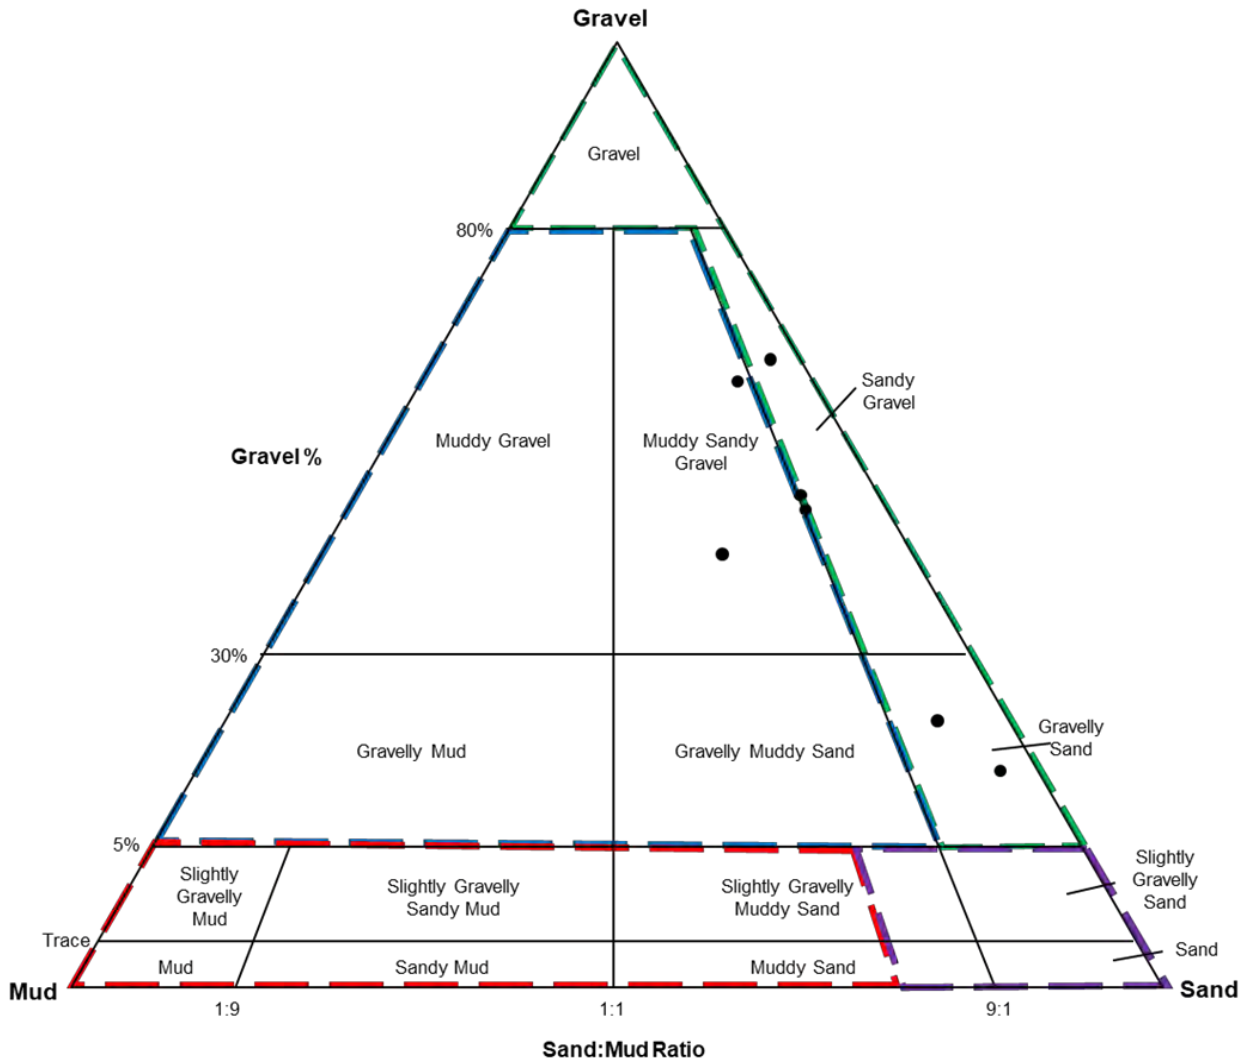 Gravel
Gravel
80%
Sandy
Gravel
Gravel %
Muddy Gravel
Muddy Sandy
Gravel
30%
Gravelly Mud
Gravelly Muddy Sand
Gravelly
Sand
5%
Slightly
Gravelly
Mud
Slightly Gravelly
Sandy Mud
Slightly Gravelly
Muddy Sand
Slightly
Gravelly
Sand
Trace
Mud
Sandy Mud
Muddy Sand
Sand
Mud
Sand
1:9
1:1
9:1
Sand:Mud Ratio